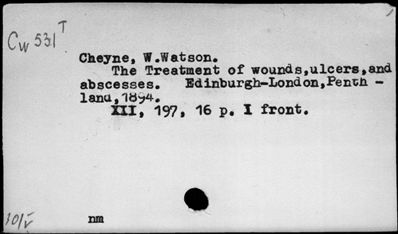 Cw 531 T
Cheyne, W.Watson.
The Treatment of wounds,ulcers,and
abscesses. Edinburgh-London,Penth -
land,1894.
XII, 197, 16 p. I front.
nm